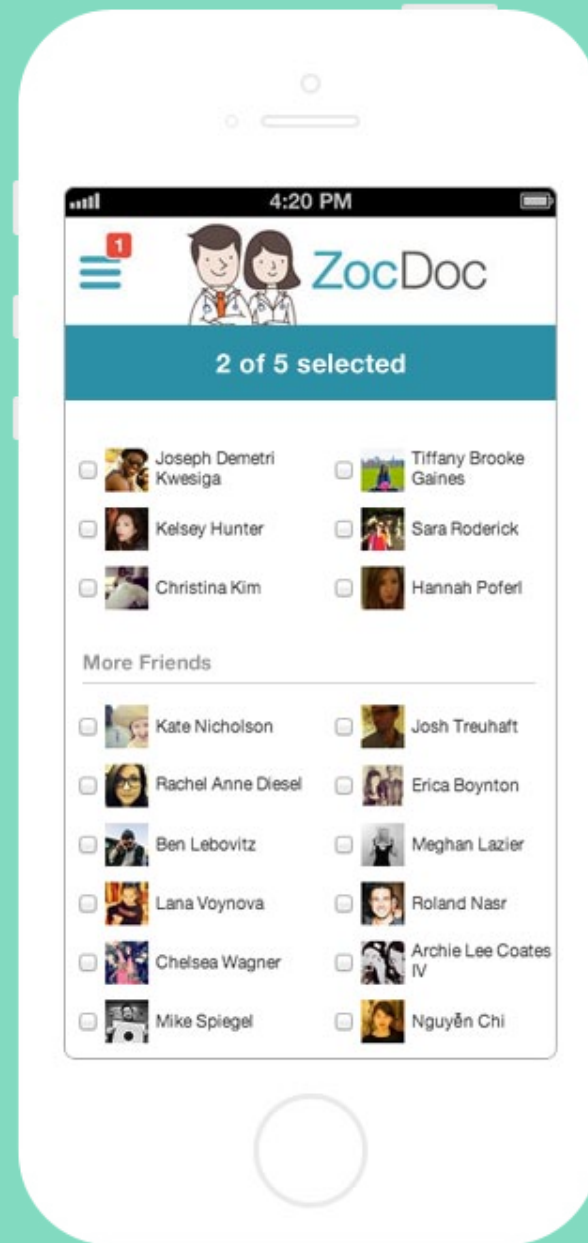 4:20 PM
1
ZocDoc
2 of 5 selected
Joseph Demetri
Kwesiga
Tiffany Brooke
Gaines
Kelsey Hunter
Sara Roderick
Christina Kim
Hannah Poferl
More Friends
Kate Nicholson
Josh Treuhaft
Rachel Anne Diesel
Erica Boynton
Ben Lebovitz
Meghan Lazier
Lana Voynova
Roland Nasr
Chelsea Wagner
Archie Lee Coates
IV
Mike Spiegel
Nguyễn Chi